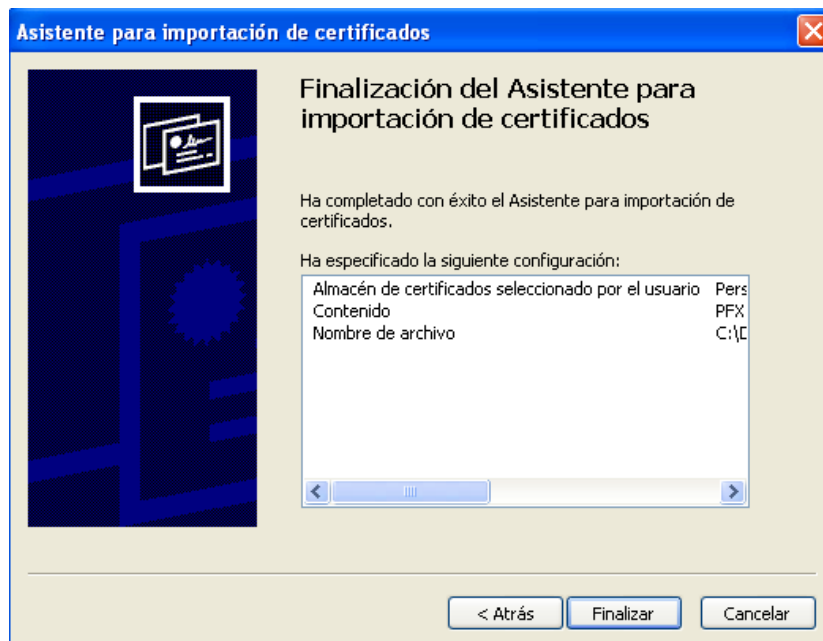 Asistente para importación de certificados
Finalización del Asistente para
importación de certificados
Ha completado con éxito el Asistente para importación de
certificados.
Ha especificado la siguiente configuración:
Almacén de certificados seleccionado por el usuario Pers
Contenido PFX
Nombre de archivo C:\D
< Atrás Finalizar Cancelar